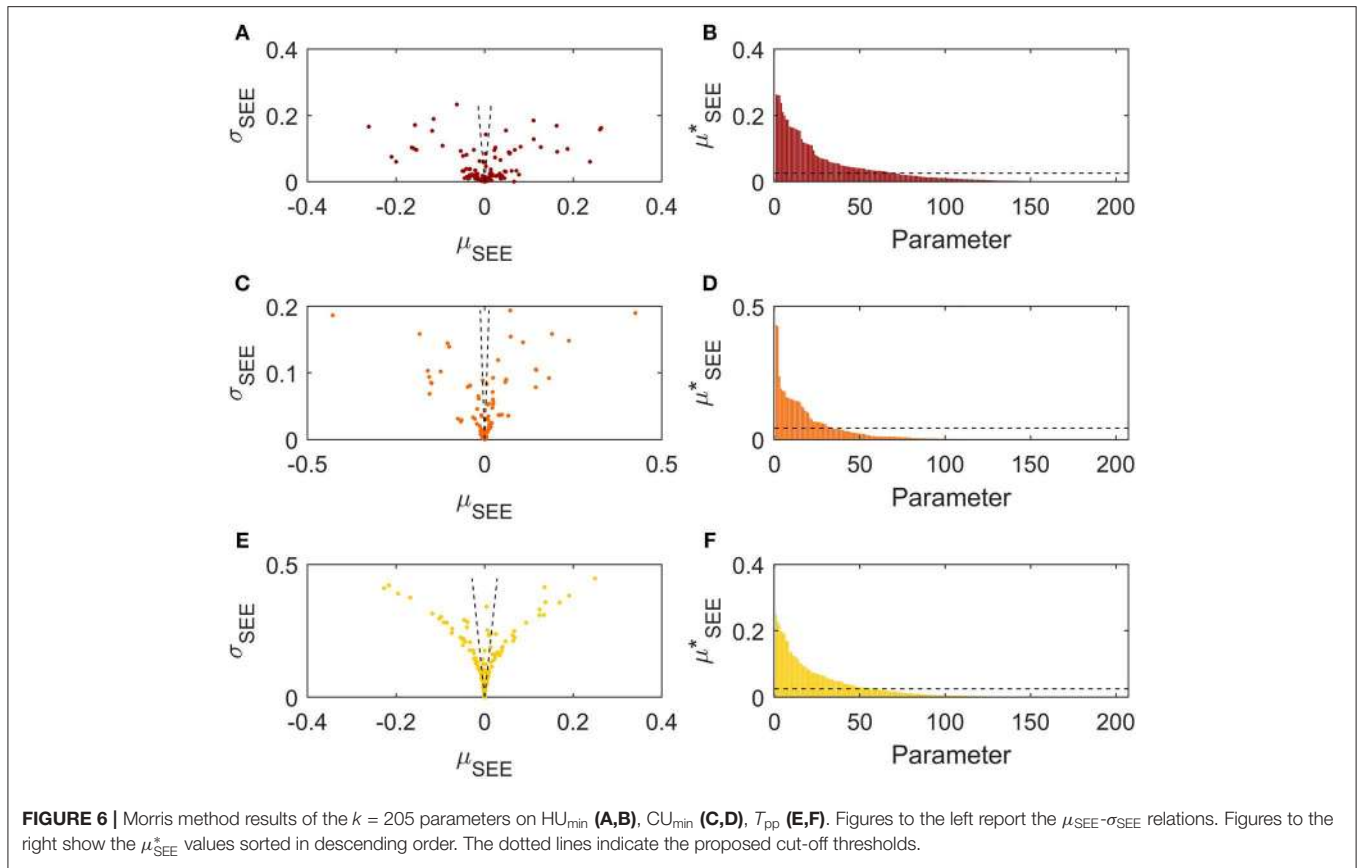 A
0.4
0.2
0
σSEE
-0.4 -0.2 0 0.2 0.4
μSEE
B
0.4
0.2
0
μ*SEE
0 50 100 150 200
Parameter
C
0.2
0.1
0
σSEE
-0.5 0 0.5
μSEE
D
0.5
0
μ*SEE
0 50 100 150 200
Parameter
E
0.5
0
σSEE
-0.4 -0.2 0 0.2 0.4
μSEE
F
0.4
0.2
0
μ*SEE
0 50 100 150 200
Parameter
FIGURE 6 | Morris method results of the k = 205 parameters on HUmin (A,B), CUmin (C,D), Tpp (E,F). Figures to the left report the μSEE-σSEE relations. Figures to the
right show the μ*SEE values sorted in descending order. The dotted lines indicate the proposed cut-off thresholds.